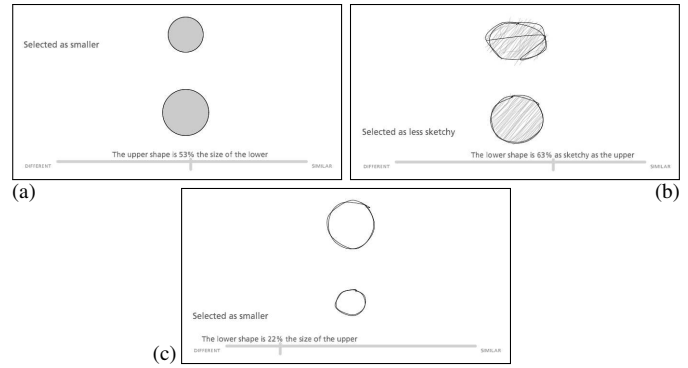 Selected as smaller
The upper shape is 53% the size of the lower
DIFFERENT SIMILAR
(a)
Selected as less sketchy
The lower shape is 63% as sketchy as the upper
DIFFERENT SIMILAR
(b)
Selected as smaller
The lower shape is 22% the size of the upper
DIFFERENT SIMILAR
(c)